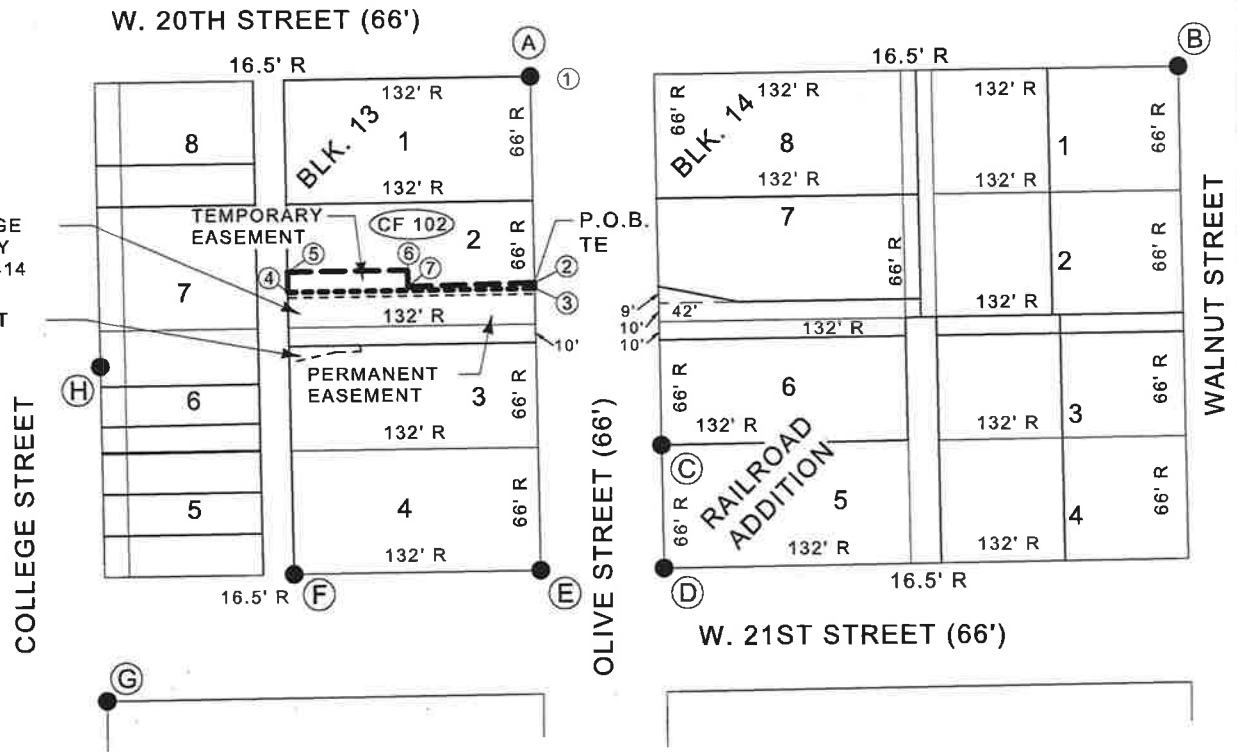 W. 20TH STREET (66')
A
B
16.5' R
1
16.5' R
132' R
132' R
132' R
66' R
BLK. 13
66' R
BLK. 14
66' R
8
1
8
1
132' R
132' R
132' R
TEMPORARY
EASEMENT
CF 102
2
66' R
P.O.B.
TE
7
66' R
2
66' R
WALNUT STREET
GE
Y
-14
T
5
6
7
4
2
3
7
132' R
132' R
9'
42'
10'
10'
132' R
10'
PERMANENT
EASEMENT
3
66' R
H
6
6
66' R
3
66' R
132' R
132' R
132' R
C
COLLEGE STREET
OLIVE STREET (66')
RAILROAD
ADDITION
5
4
66' R
66' R
5
4
66' R
132' R
132' R
132' R
16.5' R
F
E
D
16.5' R
W. 21ST STREET (66')
G